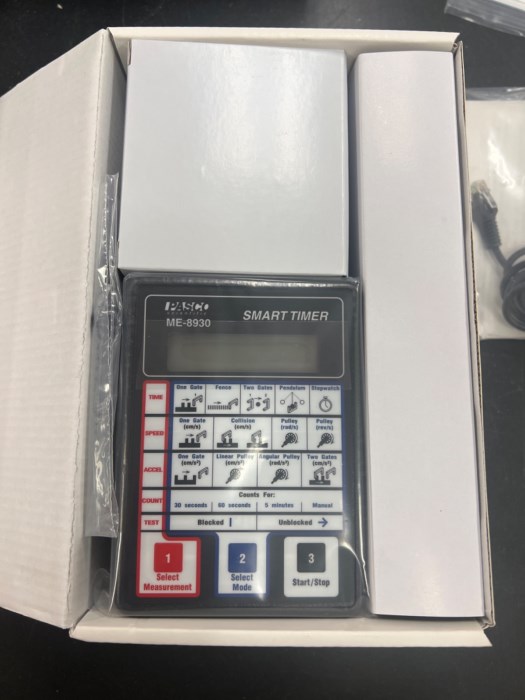 PASCO
SCIENTIFIC
ME-8930
SMART TIMER
TIME
One Gate
Fence
Two Gates
Pendulum
Stopwatch
SPEED
One Gate
(cm/s)
Collision
(cm/s)
Pulley
(rad/s)
Pulley
(rev/s)
ACCEL
One Gate
(cm/s²)
Linear Pulley
(cm/s²)
Angular Pulley
(rad/s²)
Two Gates
(cm/s²)
COUNT
Counts For:
30 seconds
60 seconds
5 minutes
Manual
TEST
Blocked
Unblocked
1
Select
Measurement
2
Select
Mode
3
Start/Stop